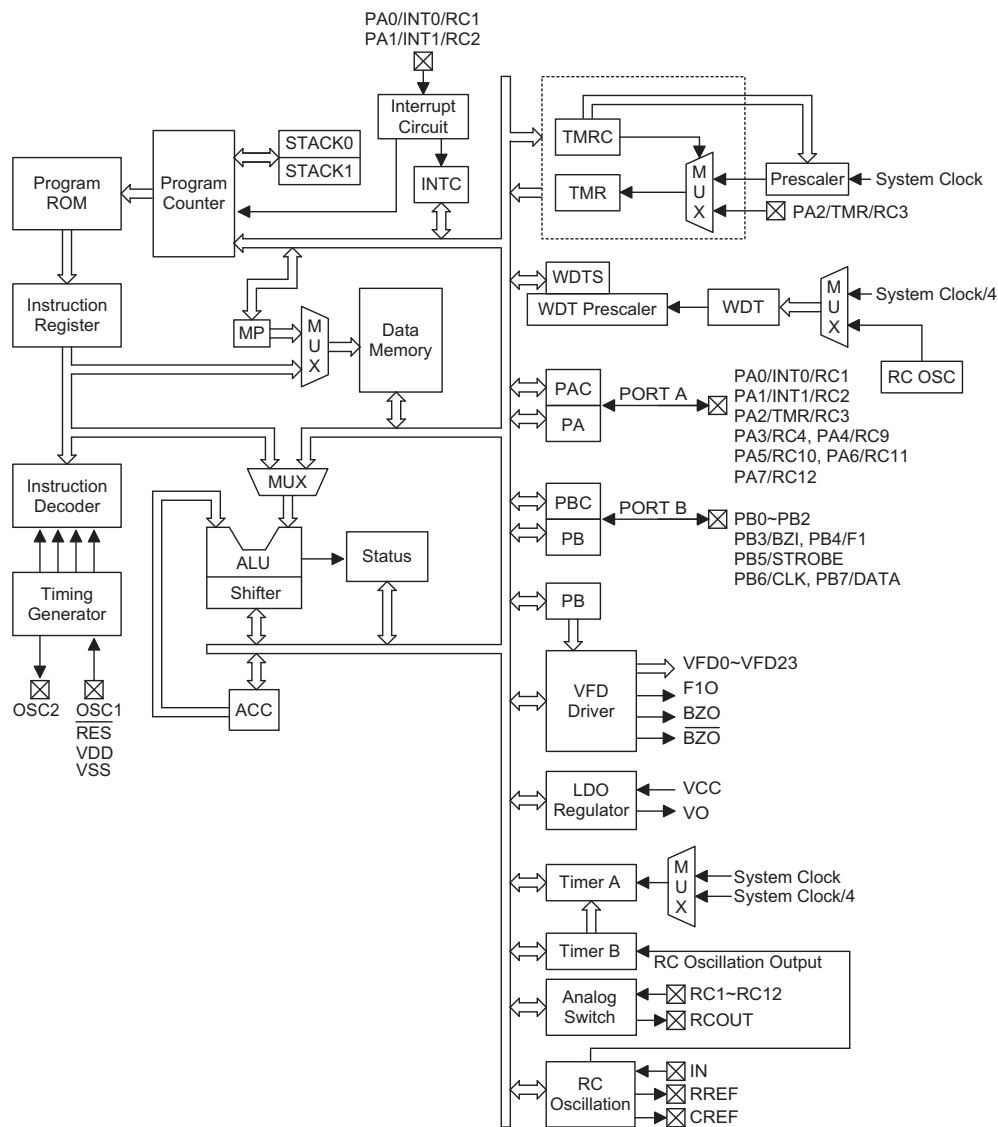 PA0/INT0/RC1
PA1/INT1/RC2
Interrupt
Circuit
STACK0
STACK1
INTC
Program
ROM
Program
Counter
TMRC
TMR
MUX
Prescaler
System Clock
PA2/TMR/RC3
Instruction
Register
MP
MUX
Data
Memory
WDTS
WDT Prescaler
WDT
MUX
System Clock/4
RC OSC
PAC
PA
PORT A
PA0/INT0/RC1
PA1/INT1/RC2
PA2/TMR/RC3
PA3/RC4, PA4/RC9
PA5/RC10, PA6/RC11
PA7/RC12
Instruction
Decoder
MUX
ALU
Shifter
Status
PBC
PB
PORT B
PB0~PB2
PB3/BZI, PB4/F1
PB5/STROBE
PB6/CLK, PB7/DATA
Timing
Generator
OSC2
OSC1
RES
VDD
VSS
ACC
PB
VFD
Driver
VFD0~VFD23
F1O
BZO
BZO
LDO
Regulator
VCC
VO
Timer A
MUX
System Clock
System Clock/4
Timer B
RC Oscillation Output
Analog
Switch
RC1~RC12
RCOUT
RC
Oscillation
IN
RREF
CREF